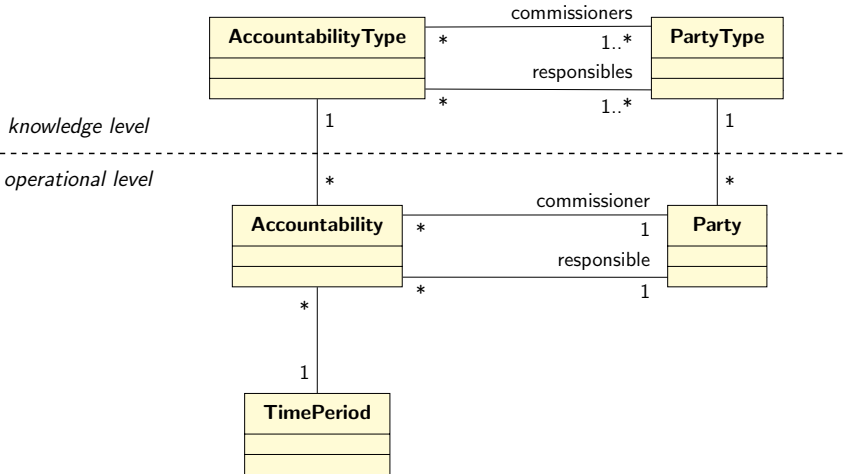 commissioners
AccountabilityType
PartyType
*
1..*
responsibles
*
1..*
1
1
knowledge level
operational level
*
*
commissioner
Accountability
Party
*
1
responsible
*
1
*
1
TimePeriod